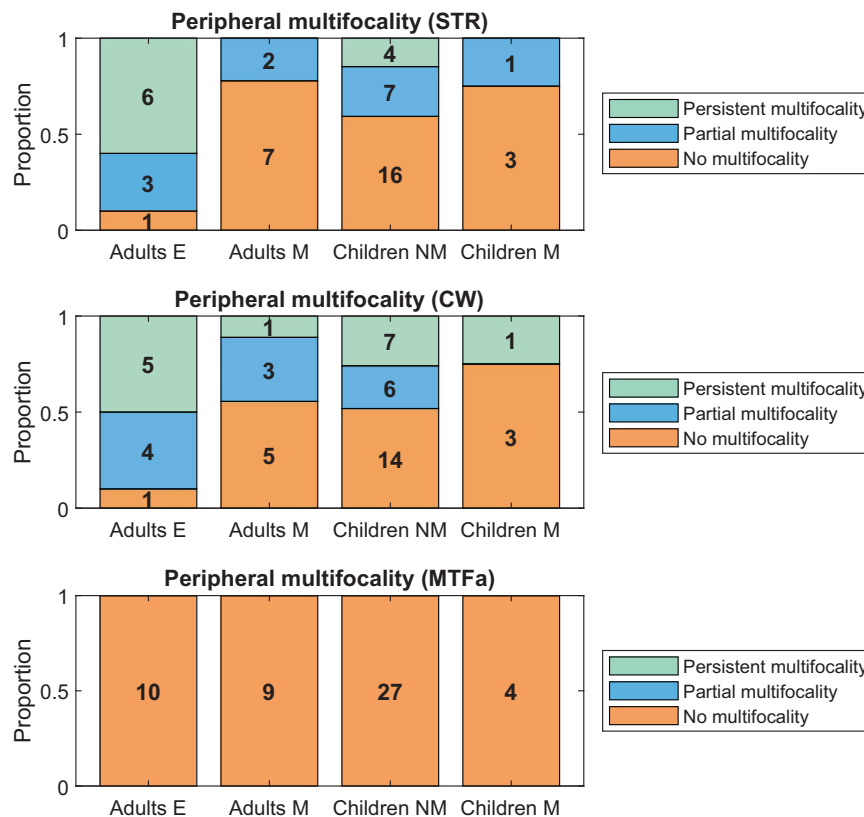 Peripheral multifocality (STR)
1
0.5
0
Proportion
6
3
1
2
7
4
7
16
1
3
Adults E
Adults M
Children NM
Children M
Persistent multifocality
Partial multifocality
No multifocality
Peripheral multifocality (CW)
1
0.5
0
Proportion
5
4
1
1
3
5
7
6
14
1
3
Adults E
Adults M
Children NM
Children M
Persistent multifocality
Partial multifocality
No multifocality
Peripheral multifocality (MTFa)
1
0.5
0
Proportion
10
9
27
4
Adults E
Adults M
Children NM
Children M
Persistent multifocality
Partial multifocality
No multifocality